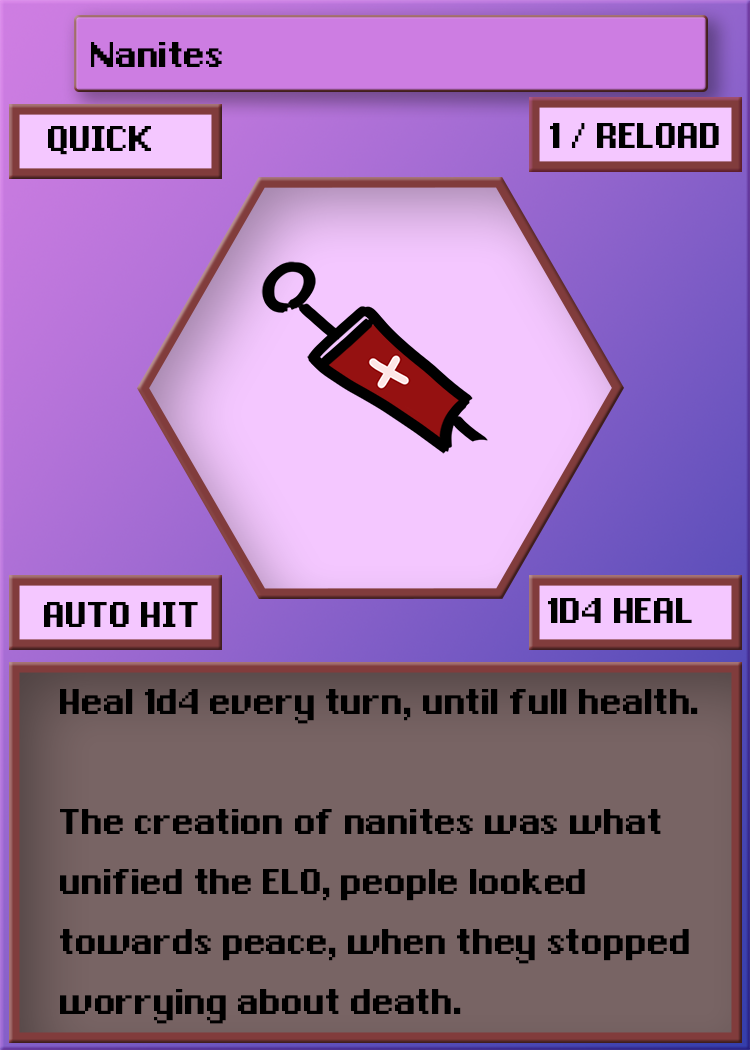 Nanites
QUICK
1 / RELOAD
AUTO HIT
1D4 HEAL
Heal 1d4 every turn, until full health.
The creation of nanites was what
unified the ELO, people looked
towards peace, when they stopped
worrying about death.